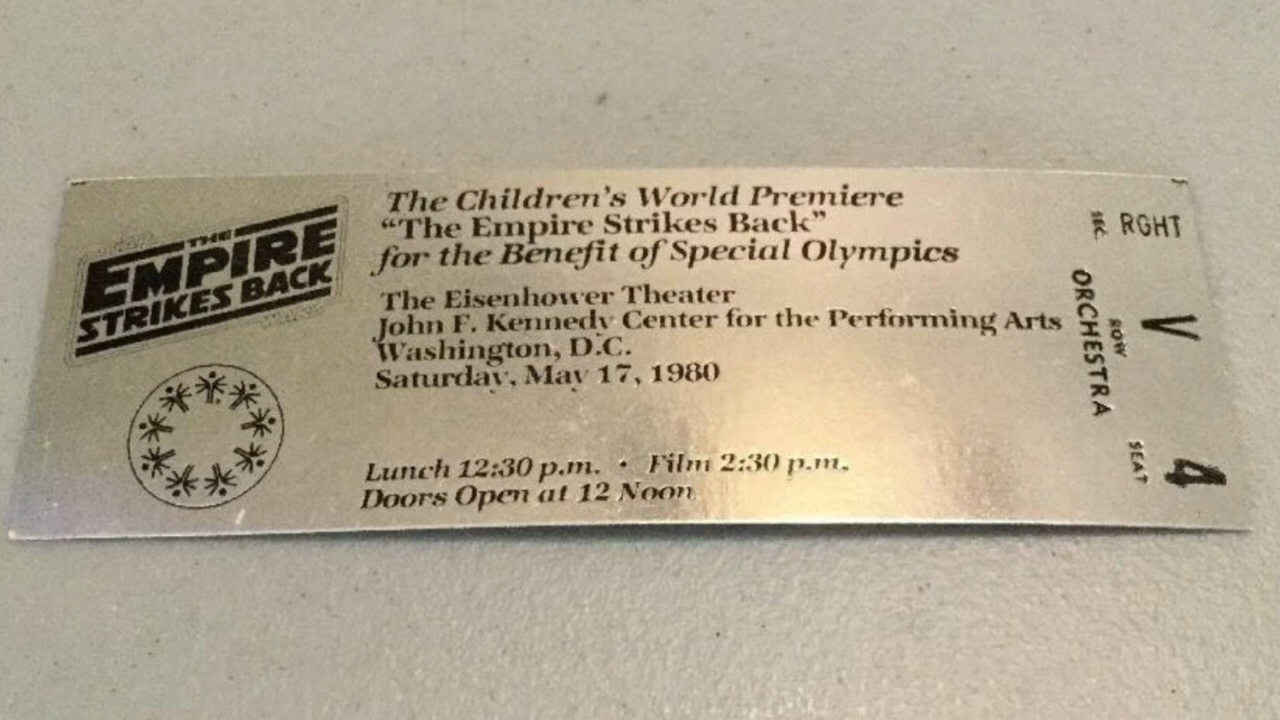 THE
EMPIRE
STRIKES BACK
The Children's World Premiere
“The Empire Strikes Back”
for the Benefit of Special Olympics
The Eisenhower Theater
John F. Kennedy Center for the Performing Arts
Washington, D.C.
Saturday, May 17, 1980
Lunch 12:30 p.m. • Film 2:30 p.m.
Doors Open at 12 Noon
SEC. RGHT
ORCHESTRA
ROW V
SEAT 4